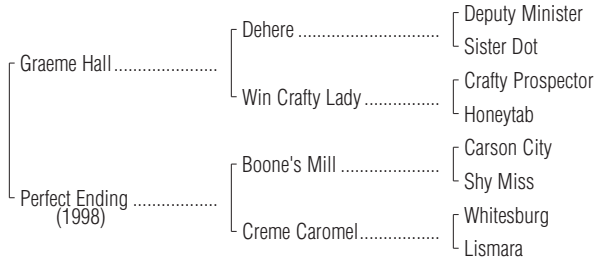 Deputy Minister
Dehere
Sister Dot
Graeme Hall
Crafty Prospector
Win Crafty Lady
Honeytab
Carson City
Boone's Mill
Shy Miss
Perfect Ending
(1998)
Whitesburg
Creme Caromel
Lismara